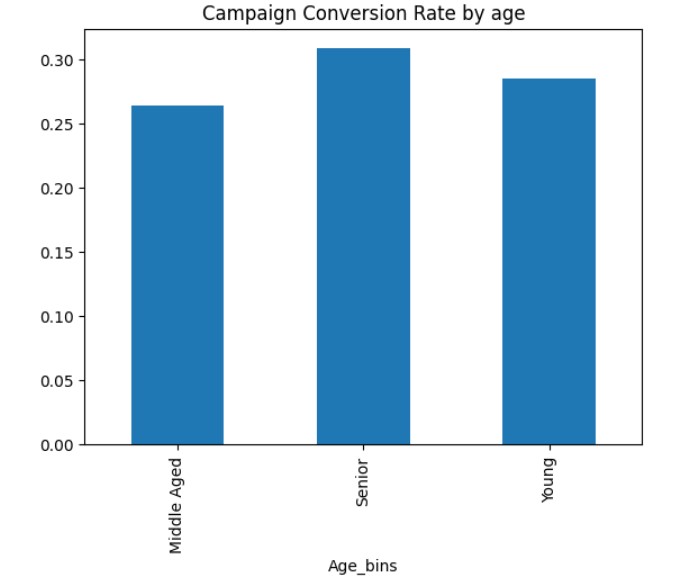 Campaign Conversion Rate by age
0.30
0.25
0.20
0.15
0.10
0.05
0.00
Middle Aged
Senior
Young
Age_bins